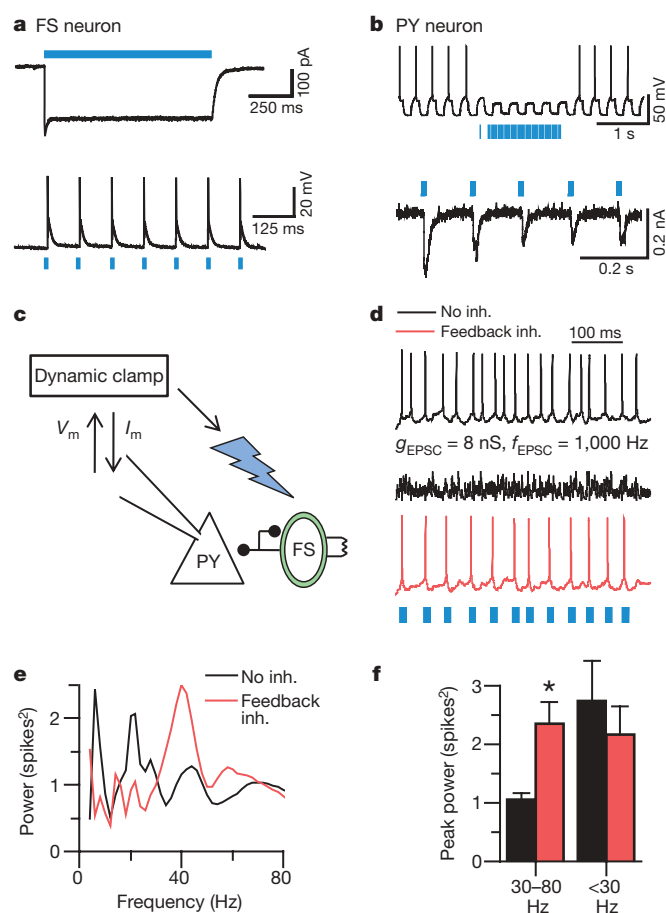 a FS neuron
100 pA
250 ms
20 mV
125 ms
b PY neuron
50 mV
1 s
0.2 nA
0.2 s
c
Dynamic clamp
Vm
Im
PY
FS
d
No inh.
Feedback inh.
100 ms
gEPSC = 8 nS, fEPSC = 1,000 Hz
e
No inh.
Feedback
inh.
Power (spikes²)
2
1
0
0
40
80
Frequency (Hz)
f
*
Peak power (spikes²)
3
2
1
0
30–80
Hz
<30
Hz